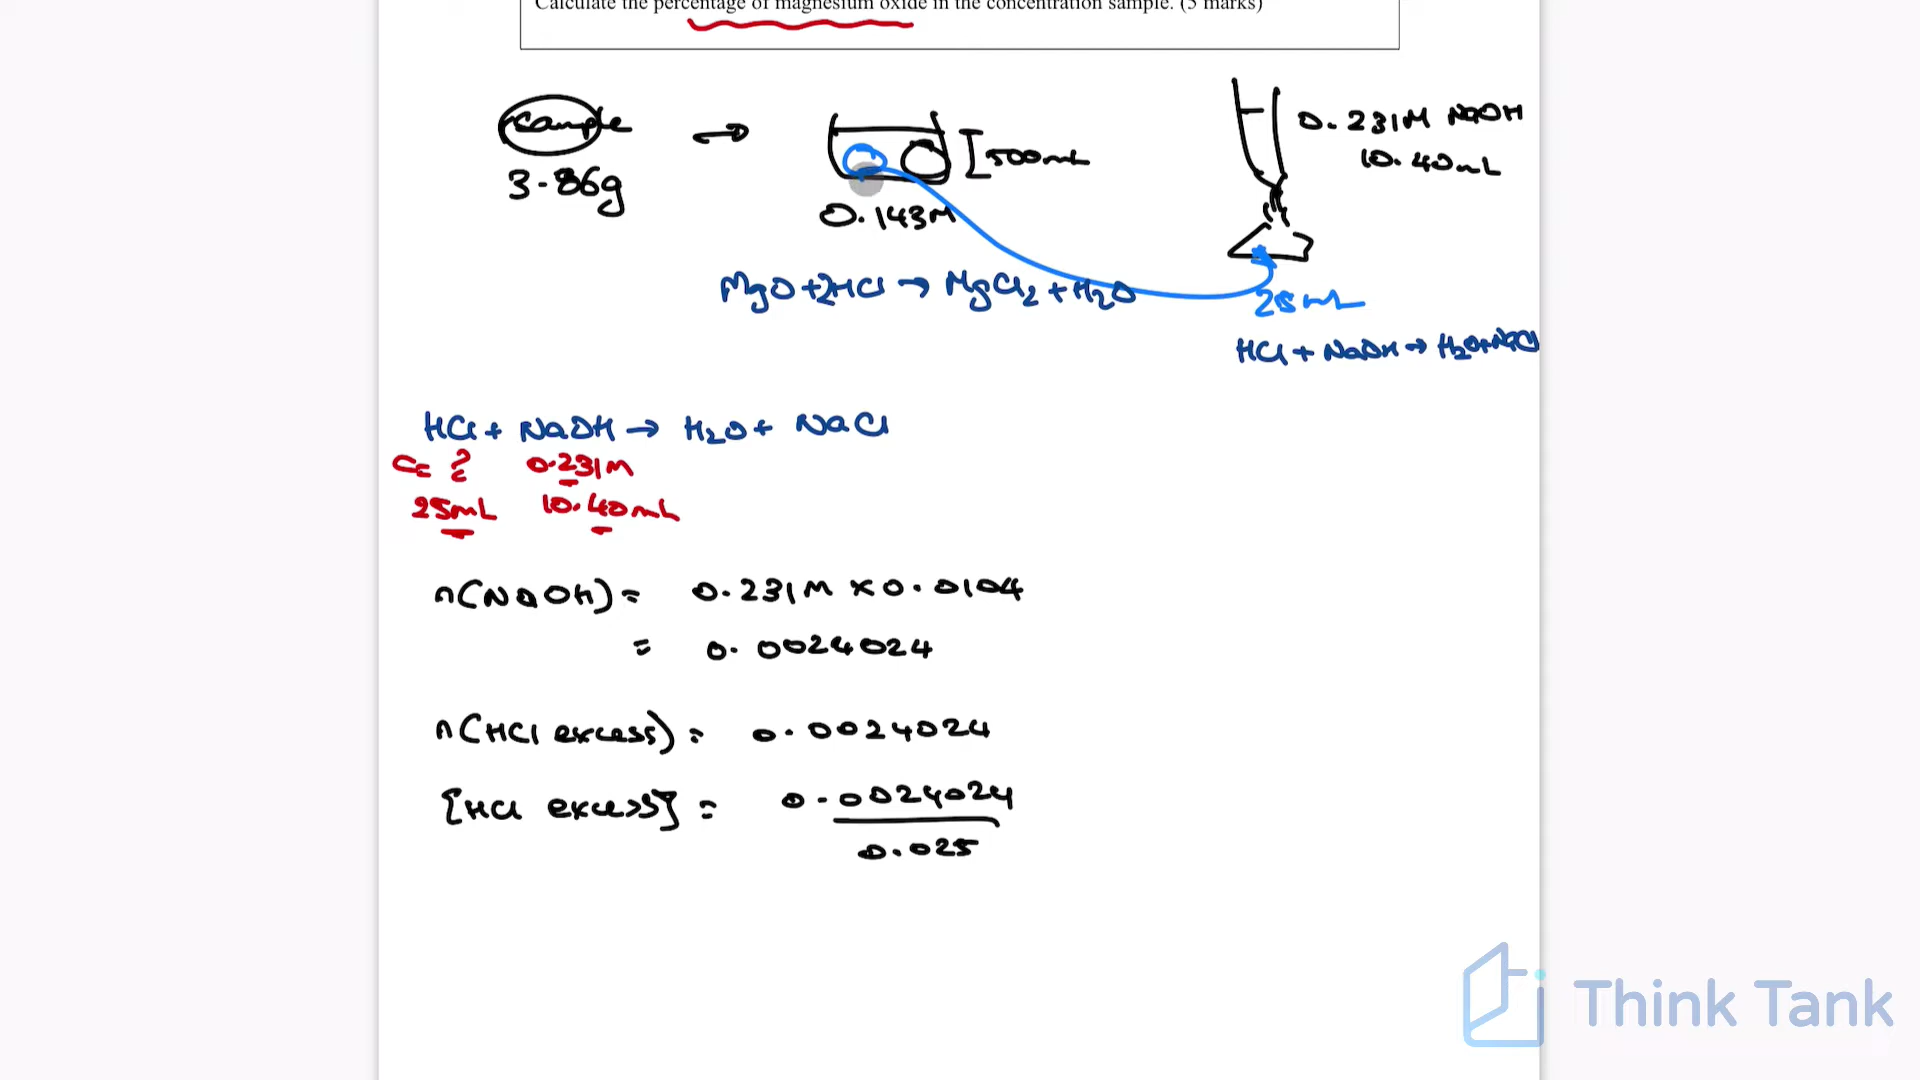 Calculate the percentage of magnesium oxide in the concentration sample. (5 marks)
sample
3.86g
500mL
0.143M
0.231M NaOH
10.40mL
MgO + 2HCl → MgCl₂ + H₂O
25mL
HCl + NaOH → H₂O + NaCl
HCl + NaOH → H₂O + NaCl
C= ? 0.231M
25mL 10.40mL
n(NaOH) = 0.231M × 0.0104
= 0.0024024
n(HCl excess) = 0.0024024
[HCl excess] = 0.0024024
0.025
Think Tank